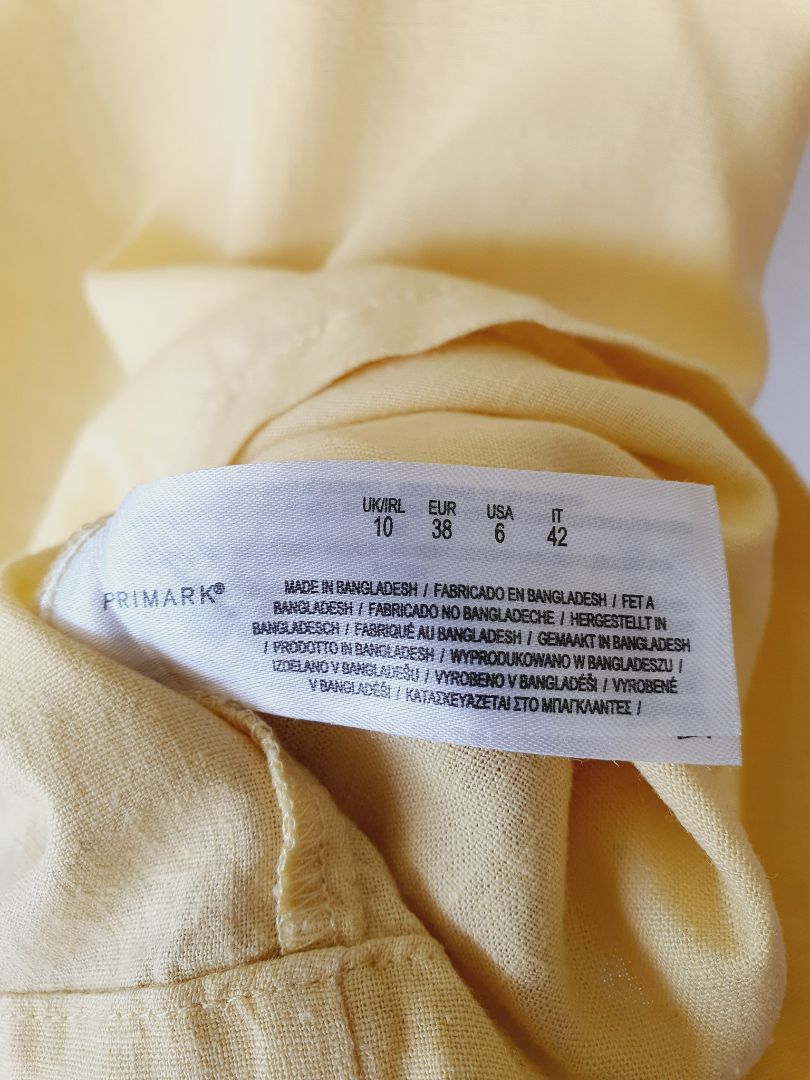 UK/IRL EUR USA IT
10 38 6 42
PRIMARK®
MADE IN BANGLADESH / FABRICADO EN BANGLADESH / FET A
BANGLADESH / FABRICADO NO BANGLADECHE / HERGESTELLT IN
BANGLADESCH / FABRIQUÉ AU BANGLADESH / GEMAAKT IN BANGLADESH
/ PRODOTTO IN BANGLADESH / WYPRODUKOWANO W BANGLADESZU /
IZDELANO V BANGLADEŠU / VYROBENO V BANGLADÉŠI / VYROBENÉ
V BANGLADÉŠI / ΚΑΤΑΣΚΕΥΑΖΕΤΑΙ ΣΤΟ ΜΠΑΓΚΛΑΝΤΕΣ /